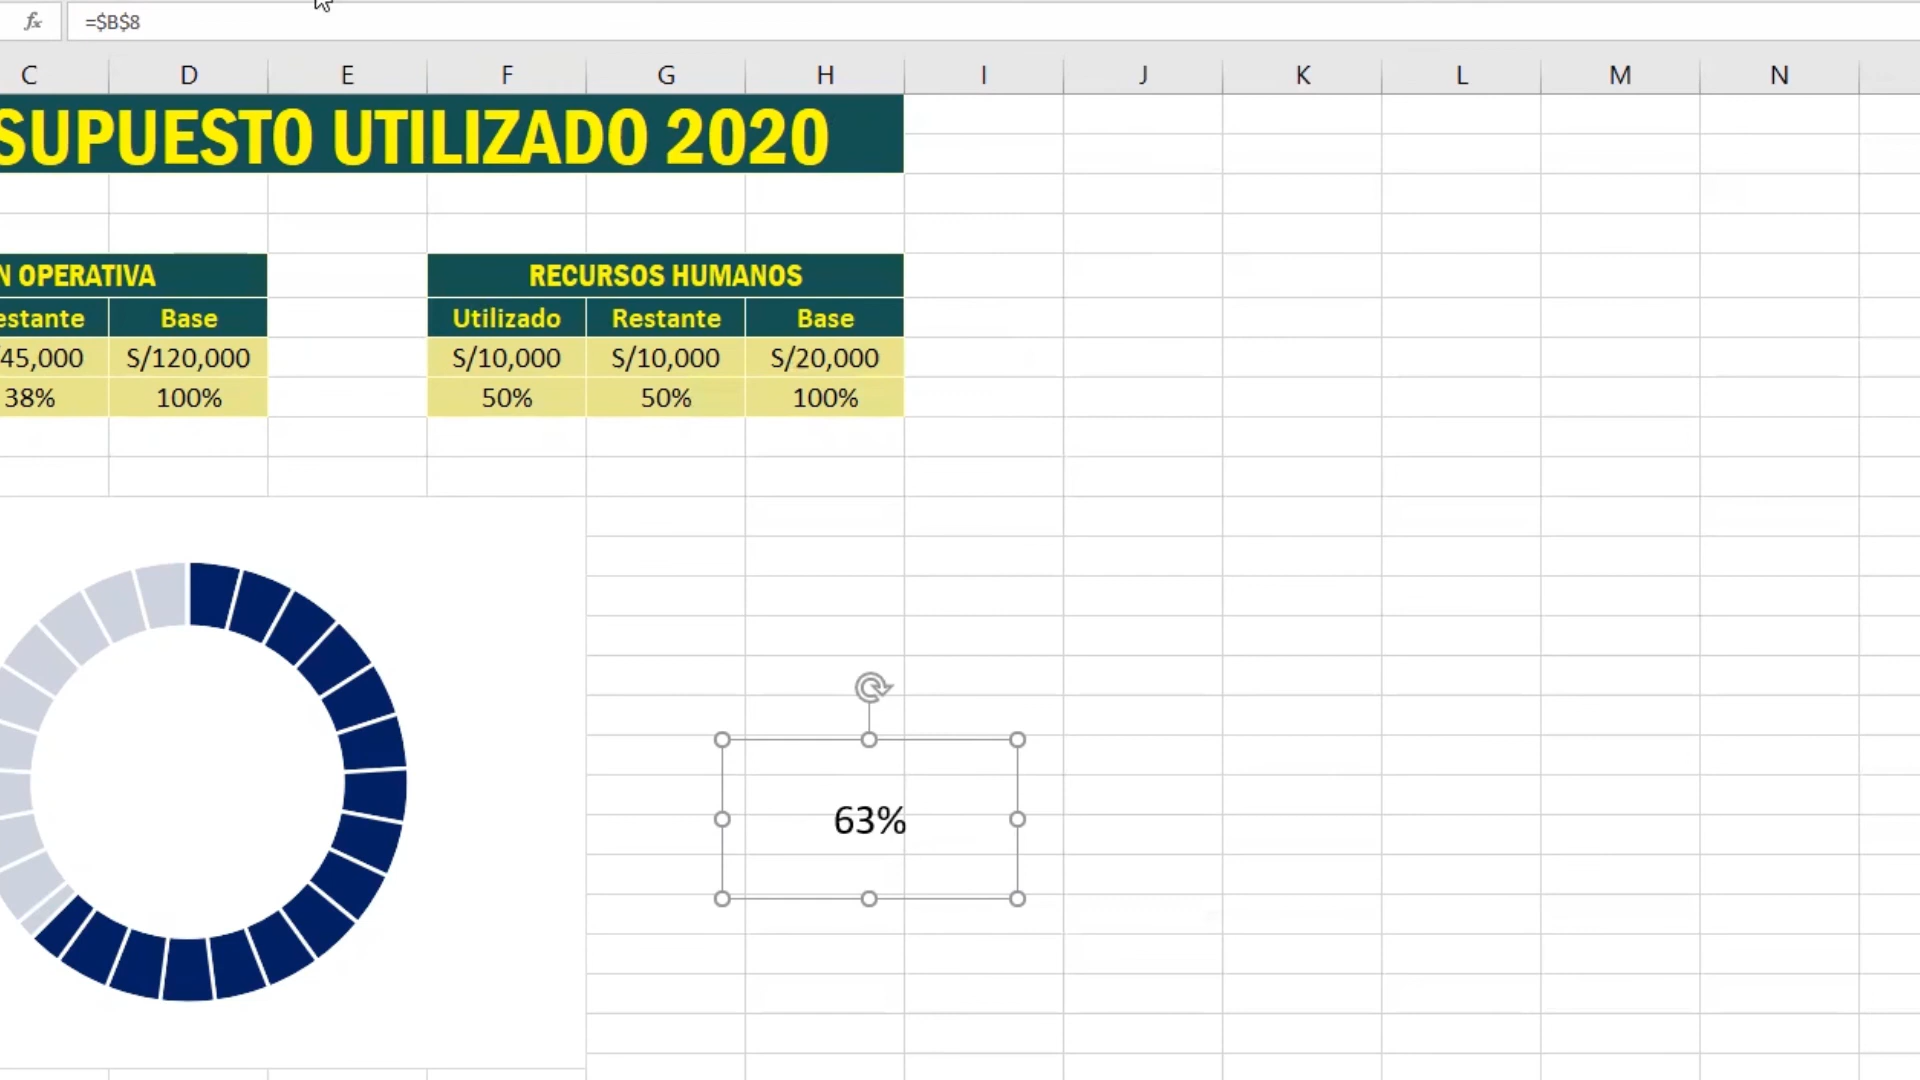 fx =$B$8
C D E F G H I J K L M N
SUPUESTO UTILIZADO 2020
N OPERATIVA RECURSOS HUMANOS
estante Base Utilizado Restante Base
45,000 S/120,000 S/10,000 S/10,000 S/20,000
38% 100% 50% 50% 100%
63%